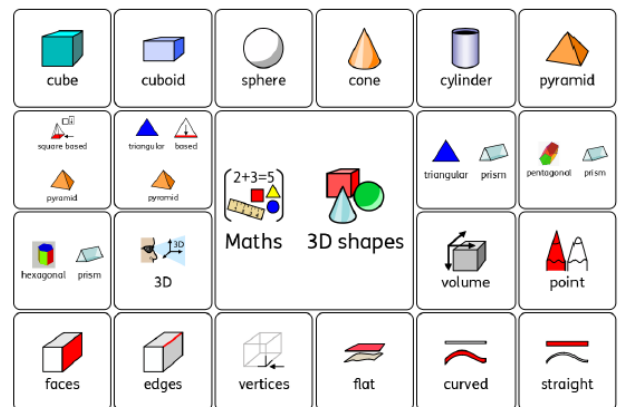 cube
cuboid
sphere
cone
cylinder
pyramid
square based
pyramid
triangular based
pyramid
2+3=5
Maths
3D shapes
triangular prism
pentagonal prism
hexagonal prism
3D
3D
volume
point
faces
edges
vertices
flat
curved
straight